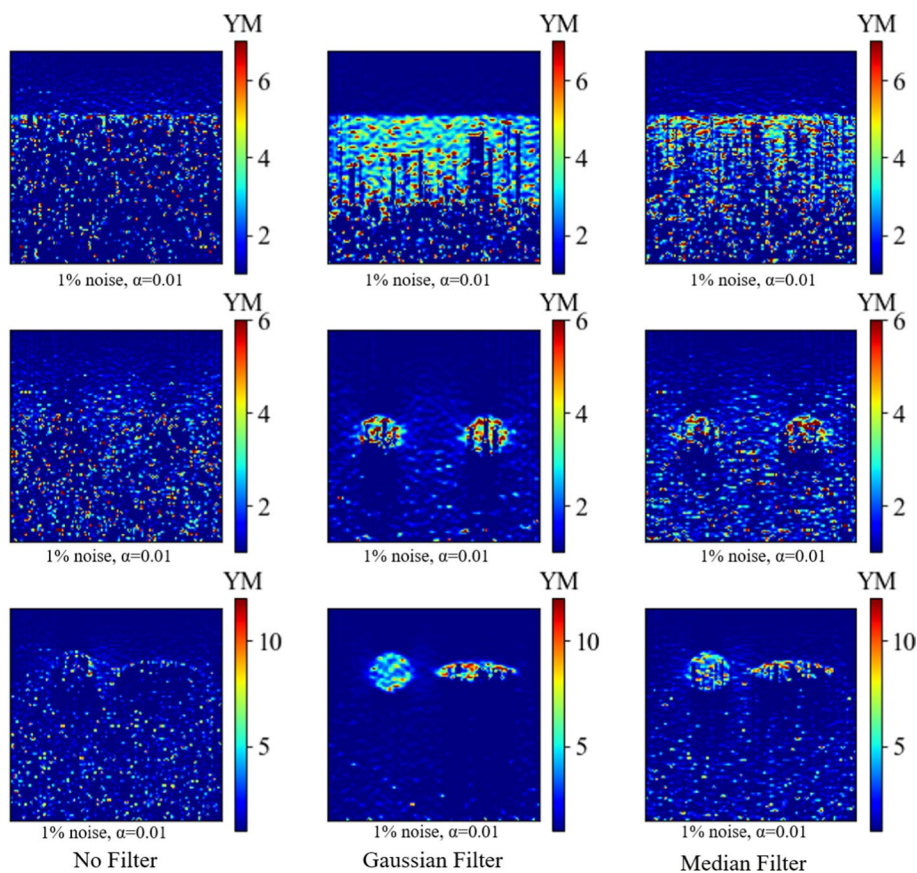 YM YM YM
6 6 6
4 4 4
2 2 2
1% noise, α=0.01 1% noise, α=0.01 1% noise, α=0.01
YM YM YM
6 6 6
4 4 4
2 2 2
1% noise, α=0.01 1% noise, α=0.01 1% noise, α=0.01
YM YM YM
10 10 10
5 5 5
1% noise, α=0.01 1% noise, α=0.01 1% noise, α=0.01
No Filter Gaussian Filter Median Filter